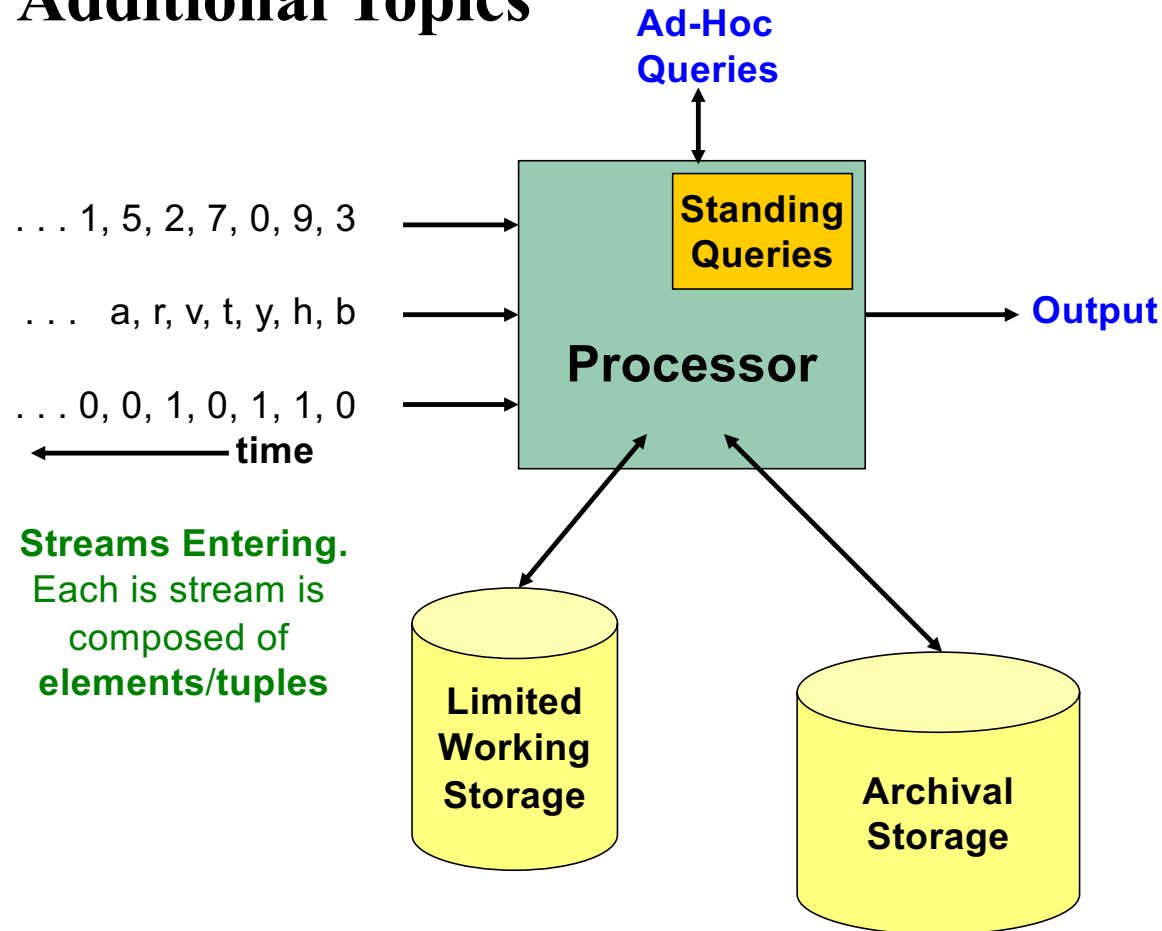 Additional Topics
Ad-Hoc
Queries
. . . 1, 5, 2, 7, 0, 9, 3
Standing
Queries
. . . a, r, v, t, y, h, b
Output
Processor
. . . 0, 0, 1, 0, 1, 1, 0
time
Streams Entering.
Each is stream is
composed of
elements/tuples
Limited
Working
Storage
Archival
Storage